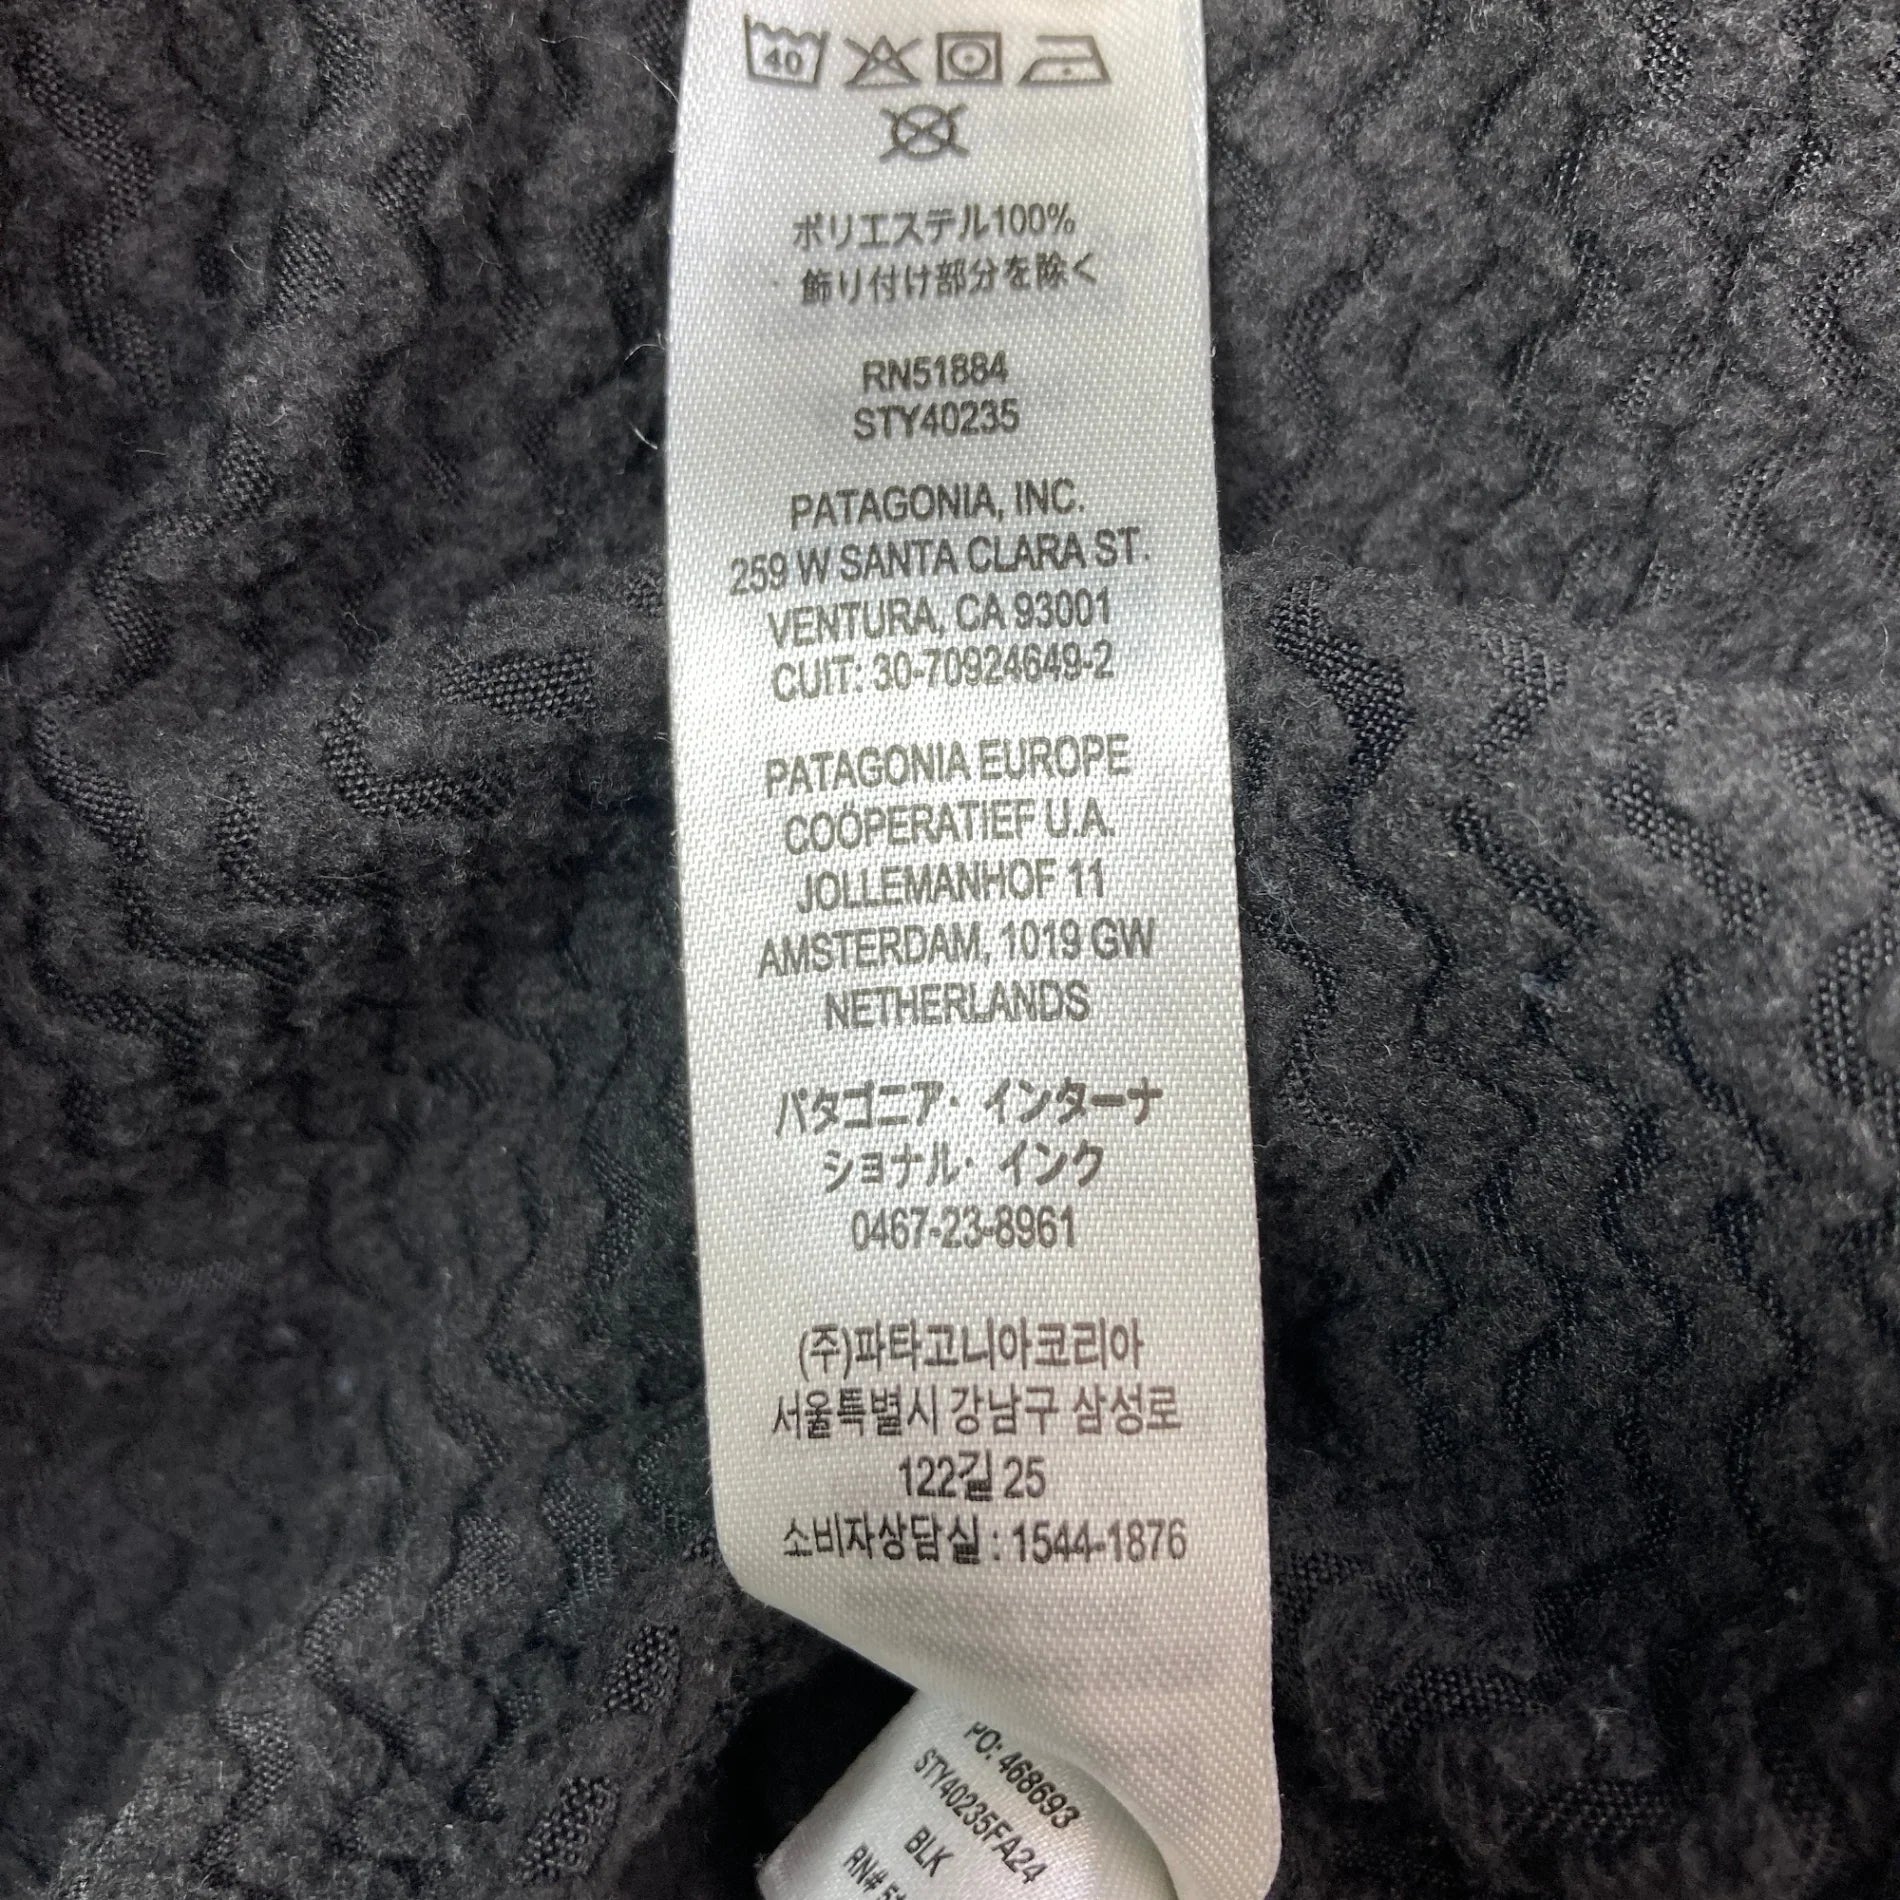 40
ポリエステル100%
飾り付け部分を除く
RN51884
STY40235
PATAGONIA, INC.
259 W SANTA CLARA ST.
VENTURA, CA 93001
CUIT: 30-70924649-2
PATAGONIA EUROPE
COÖPERATIEF U.A.
JOLLEMANHOF 11
AMSTERDAM, 1019 GW
NETHERLANDS
パタゴニア・インターナ
ショナル・インク
0467-23-8961
(주)파타고니아코리아
서울특별시 강남구 삼성로
122길 25
소비자상담실 : 1544-1876
PO: 468693
STY40235FA24
BLK
RN#